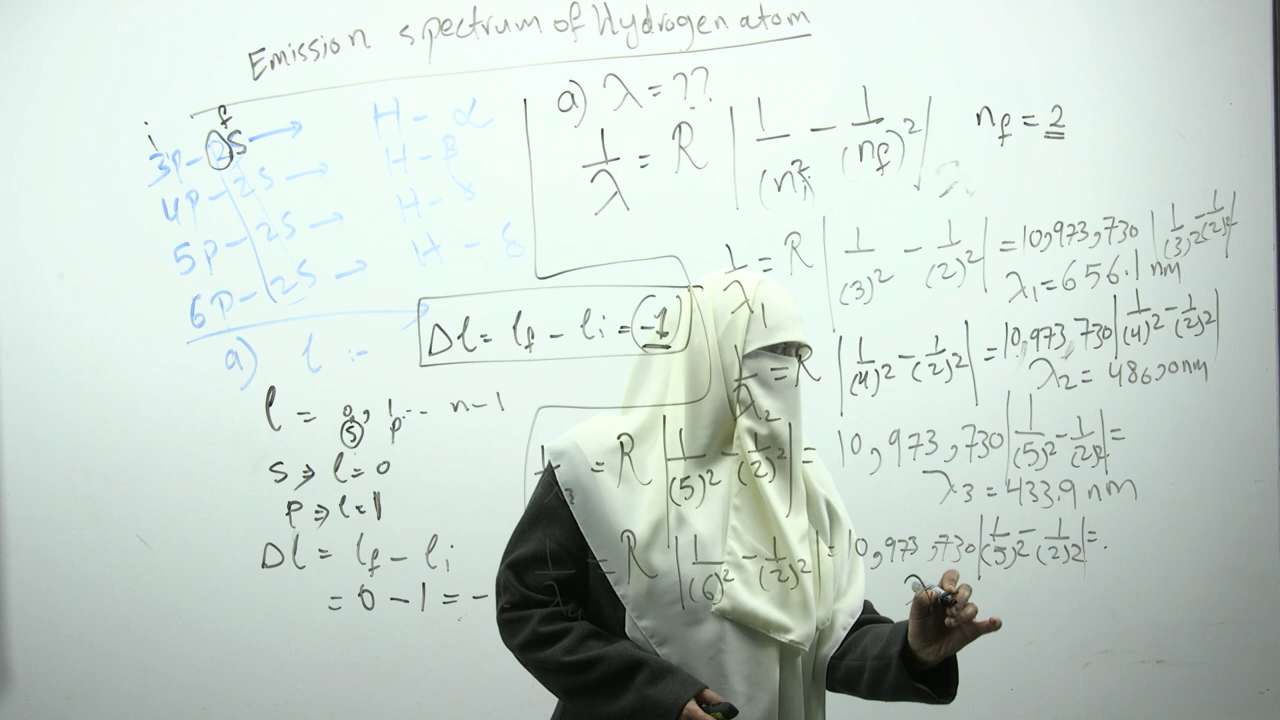 Emission spectrum of Hydrogen atom
i f
3P-2S → H-α
4P-2S → H-β
5P-2S → H-γ
6P-2S → H-δ
a) l :-
l = 0, 1, ... n-1
S P
S ⇒ l=0
P ⇒ l=1
Δl = lf - li
= 0 - 1 = -
Δl = lf - li = -1
a) λ = ??
1/λ = R |1/(ni)² - 1/(nf)²| nf = 2
1/λ1 = R |1/(3)² - 1/(2)²| = 10,973,730 |1/(3)² - 1/(2)²|
λ1 = 656.1 nm
1/λ2 = R |1/(4)² - 1/(2)²| = 10,973,730 |1/(4)² - 1/(2)²|
λ2 = 486,0 nm
1/λ3 = R |1/(5)² - 1/(2)²| = 10,973,730 |1/(5)² - 1/(2)²| =
λ3 = 433.9 nm
1/λ4 = R |1/(6)² - 1/(2)²| = 10,973,730 |1/(5)² - 1/(2)²| =
λ